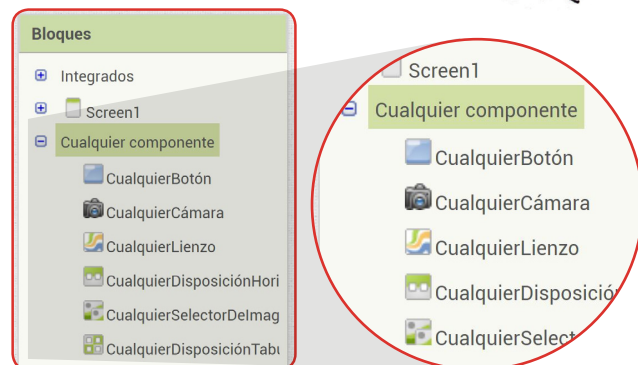 Bloques
Integrados
Screen1
Cualquier componente
CualquierBotón
CualquierCámara
CualquierLienzo
CualquierDisposiciónHori
CualquierSelectorDeImag
CualquierDisposiciónTabu
Screen1
Cualquier componente
CualquierBotón
CualquierCámara
CualquierLienzo
CualquierDisposició
CualquierSelect